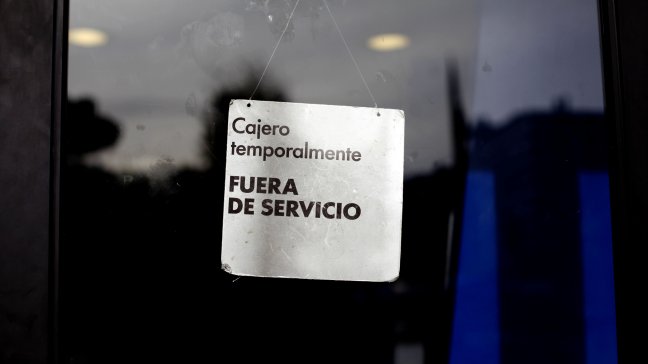 Cajero
temporalmente
FUERA
DE SERVICIO